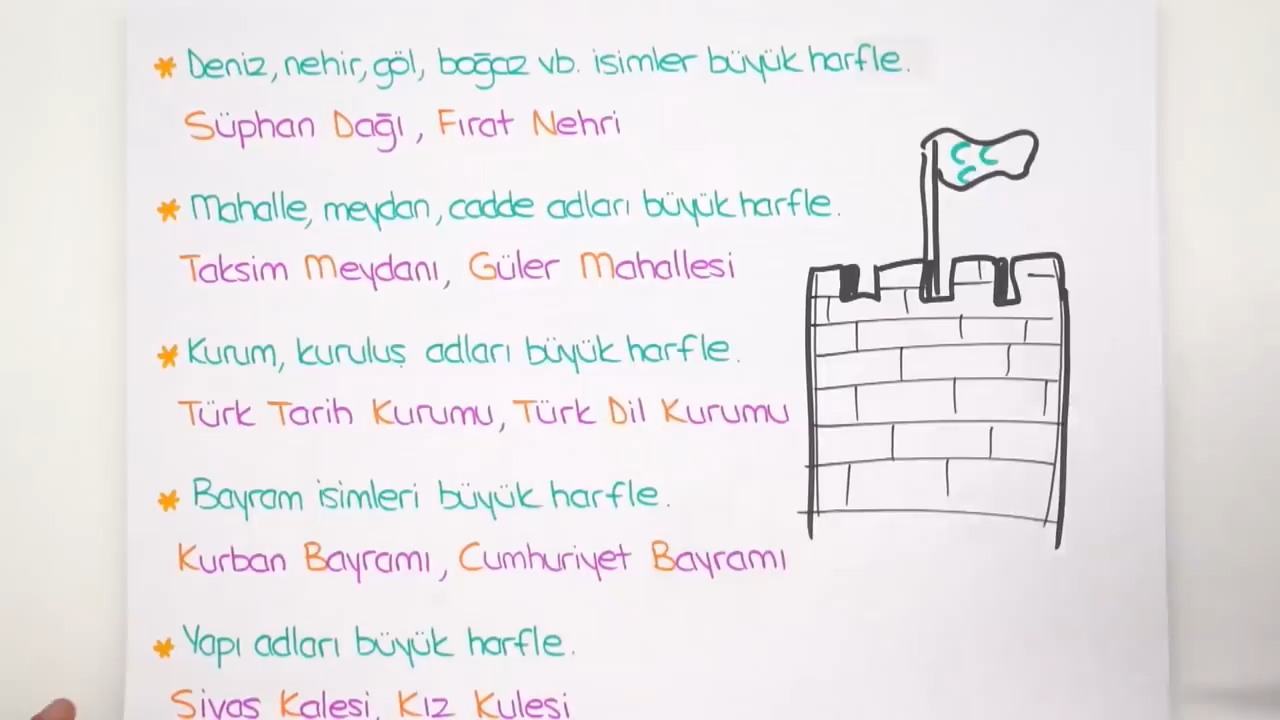 * Deniz, nehir, göl, boğaz vb. isimler büyük harfle.
Süphan Dağı, Fırat Nehri
* Mahalle, meydan, cadde adları büyük harfle.
Taksim Meydanı, Güler Mahallesi
* Kurum, kuruluş adları büyük harfle.
Türk Tarih Kurumu, Türk Dil Kurumu
* Bayram isimleri büyük harfle.
Kurban Bayramı, Cumhuriyet Bayramı
* Yapı adları büyük harfle.
Sivas Kalesi, Kız Kulesi